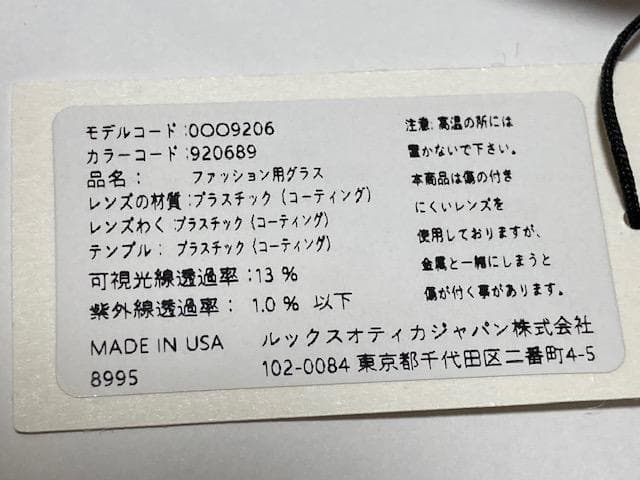 モデルコード:0OO9206
カラーコード:920689
品名: ファッション用グラス
レンズの材質:プラスチック(コーティング)
レンズわく:プラスチック(コーティング)
テンプル: プラスチック(コーティング)
可視光線透過率:13%
紫外線透過率:1.0% 以下
MADE IN USA
8995
注意:高温の所には
置かないで下さい。
本商品は傷の付き
にくいレンズを
使用しておりますが、
金属と一緒にしまうと
傷が付く事があります。
ルックスオティカジャパン株式会社
102-0084 東京都千代田区二番町4-5